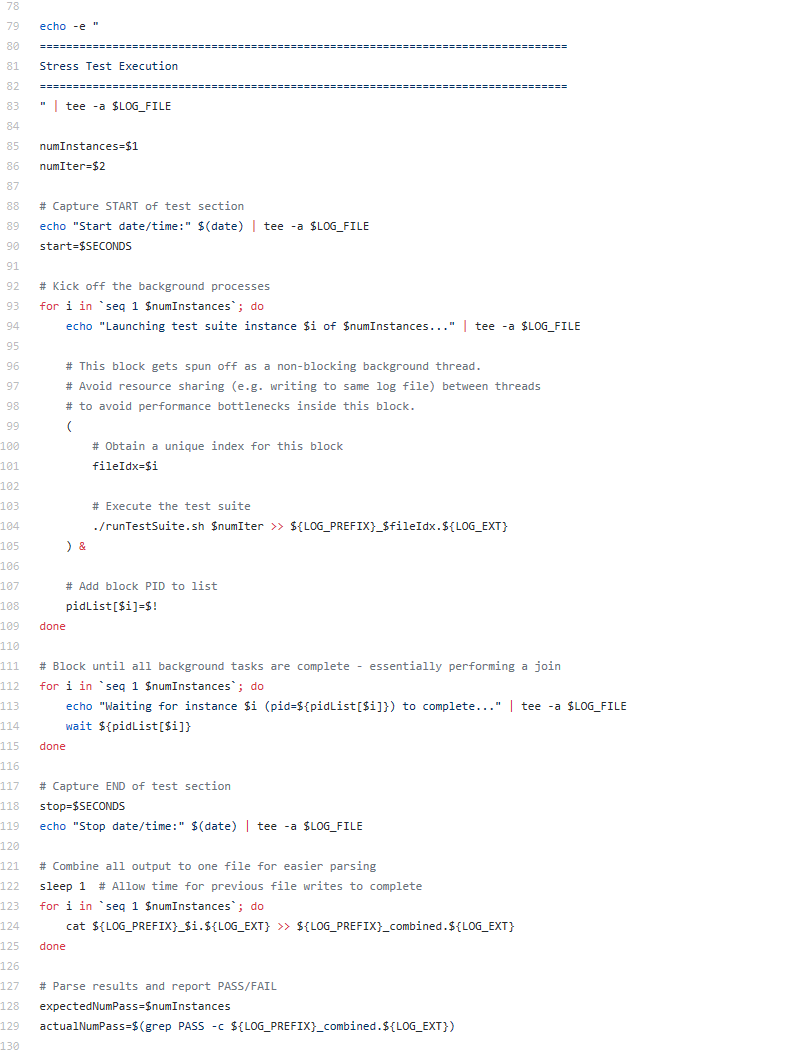 78
79 echo -e "
80 ================================================================================
81 Stress Test Execution
82 ================================================================================
83 " | tee -a $LOG_FILE
84
85 numInstances=$1
86 numIter=$2
87
88 # Capture START of test section
89 echo "Start date/time:" $(date) | tee -a $LOG_FILE
90 start=$SECONDS
91
92 # Kick off the background processes
93 for i in `seq 1 $numInstances`; do
94     echo "Launching test suite instance $i of $numInstances..." | tee -a $LOG_FILE
95
96     # This block gets spun off as a non-blocking background thread.
97     # Avoid resource sharing (e.g. writing to same log file) between threads
98     # to avoid performance bottlenecks inside this block.
99     (
100         # Obtain a unique index for this block
101         fileIdx=$i
102
103         # Execute the test suite
104         ./runTestSuite.sh $numIter >> ${LOG_PREFIX}_$fileIdx.${LOG_EXT}
105     ) &
106
107     # Add block PID to list
108     pidList[$i]=$!
109 done
110
111 # Block until all background tasks are complete - essentially performing a join
112 for i in `seq 1 $numInstances`; do
113     echo "Waiting for instance $i (pid=${pidList[$i]}) to complete..." | tee -a $LOG_FILE
114     wait ${pidList[$i]}
115 done
116
117 # Capture END of test section
118 stop=$SECONDS
119 echo "Stop date/time:" $(date) | tee -a $LOG_FILE
120
121 # Combine all output to one file for easier parsing
122 sleep 1  # Allow time for previous file writes to complete
123 for i in `seq 1 $numInstances`; do
124     cat ${LOG_PREFIX}_$i.${LOG_EXT} >> ${LOG_PREFIX}_combined.${LOG_EXT}
125 done
126
127 # Parse results and report PASS/FAIL
128 expectedNumPass=$numInstances
129 actualNumPass=$(grep PASS -c ${LOG_PREFIX}_combined.${LOG_EXT})
130